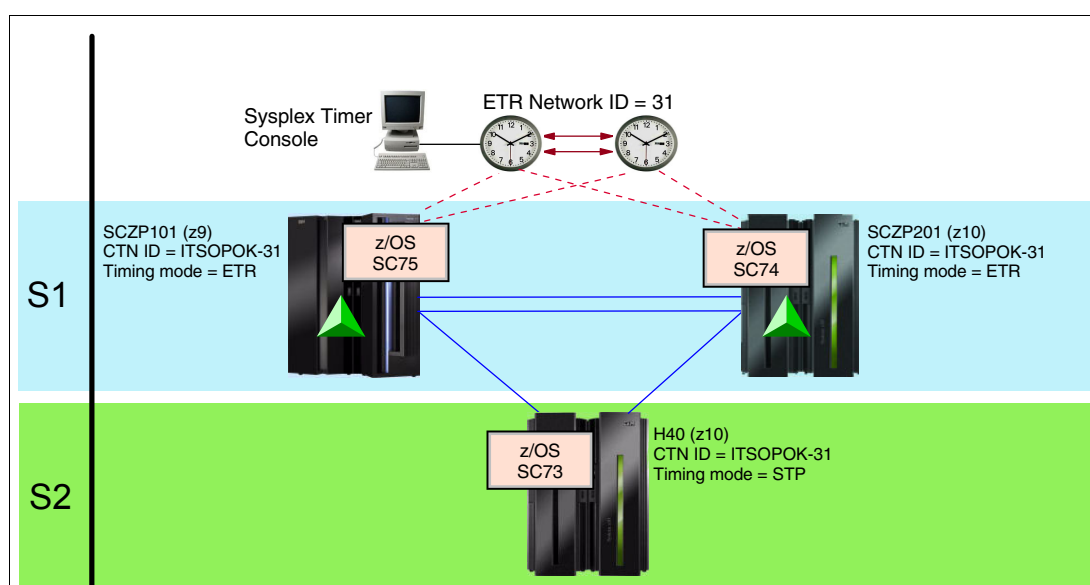 Sysplex Timer
Console
ETR Network ID = 31
S1
SCZP101 (z9)
CTN ID = ITSOPOK-31
Timing mode = ETR
z/OS
SC75
z/OS
SC74
SCZP201 (z10)
CTN ID = ITSOPOK-31
Timing mode = ETR
S2
z/OS
SC73
H40 (z10)
CTN ID = ITSOPOK-31
Timing mode = STP